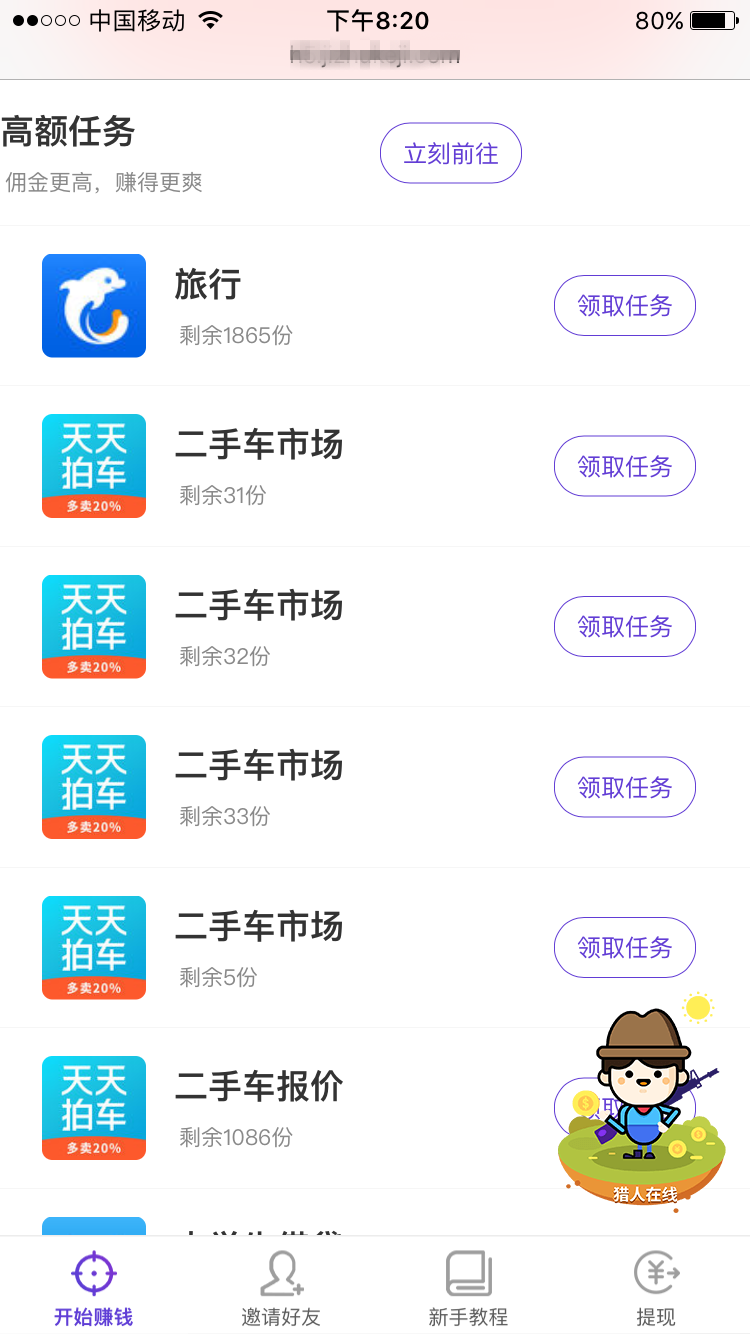 中国移动
下午8:20
80%
高额任务
佣金更高，赚得更爽
立刻前往
旅行
剩余1865份
领取任务
天天
拍车
多卖20%
二手车市场
剩余31份
领取任务
天天
拍车
多卖20%
二手车市场
剩余32份
领取任务
天天
拍车
多卖20%
二手车市场
剩余33份
领取任务
天天
拍车
多卖20%
二手车市场
剩余5份
领取任务
天天
拍车
多卖20%
二手车报价
剩余1086份
猎人在线
开始赚钱
邀请好友
新手教程
提现